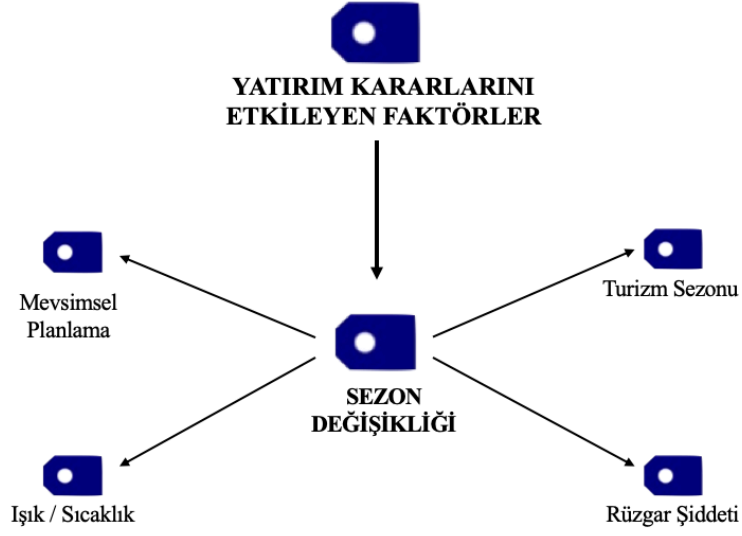 YATIRIM KARARLARINI
ETKİLEYEN FAKTÖRLER
Mevsimsel
Planlama
Turizm Sezonu
SEZON
DEĞİŞİKLİĞİ
Işık / Sıcaklık
Rüzgar Şiddeti